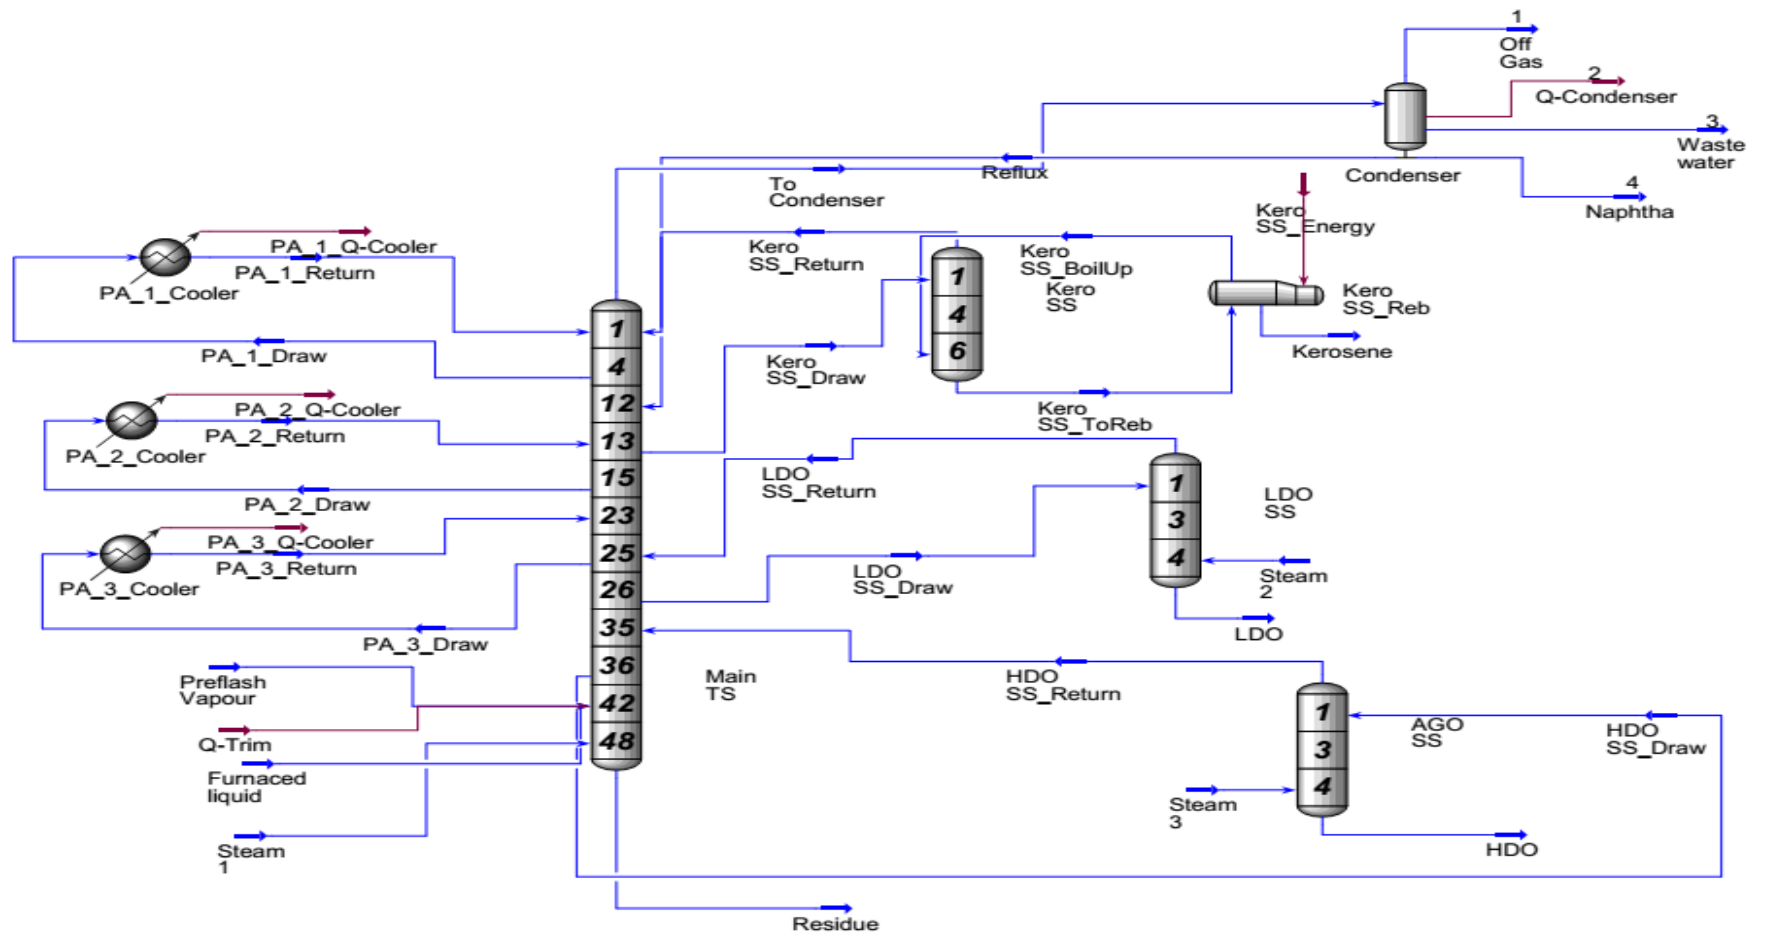 1
Off
Gas
2
Q-Condenser
3
Waste
water
Condenser
4
Naphtha
Reflux
To
Condenser
Kero
SS_Energy
Kero
SS_Return
Kero
SS_BoilUp
Kero
SS
1
4
6
Kero
SS_Reb
Kerosene
Kero
SS_Draw
Kero
SS_ToReb
PA_1_Q-Cooler
PA_1_Return
PA_1_Cooler
PA_1_Draw
PA_2_Q-Cooler
PA_2_Return
PA_2_Cooler
PA_2_Draw
PA_3_Q-Cooler
PA_3_Return
PA_3_Cooler
PA_3_Draw
1
4
12
13
15
23
25
26
35
36
42
48
Main
TS
LDO
SS_Return
LDO
SS_Draw
1
3
4
LDO
SS
Steam
2
LDO
HDO
SS_Return
1
3
4
AGO
SS
HDO
SS_Draw
Steam
3
HDO
Preflash
Vapour
Q-Trim
Furnaced
liquid
Steam
1
Residue